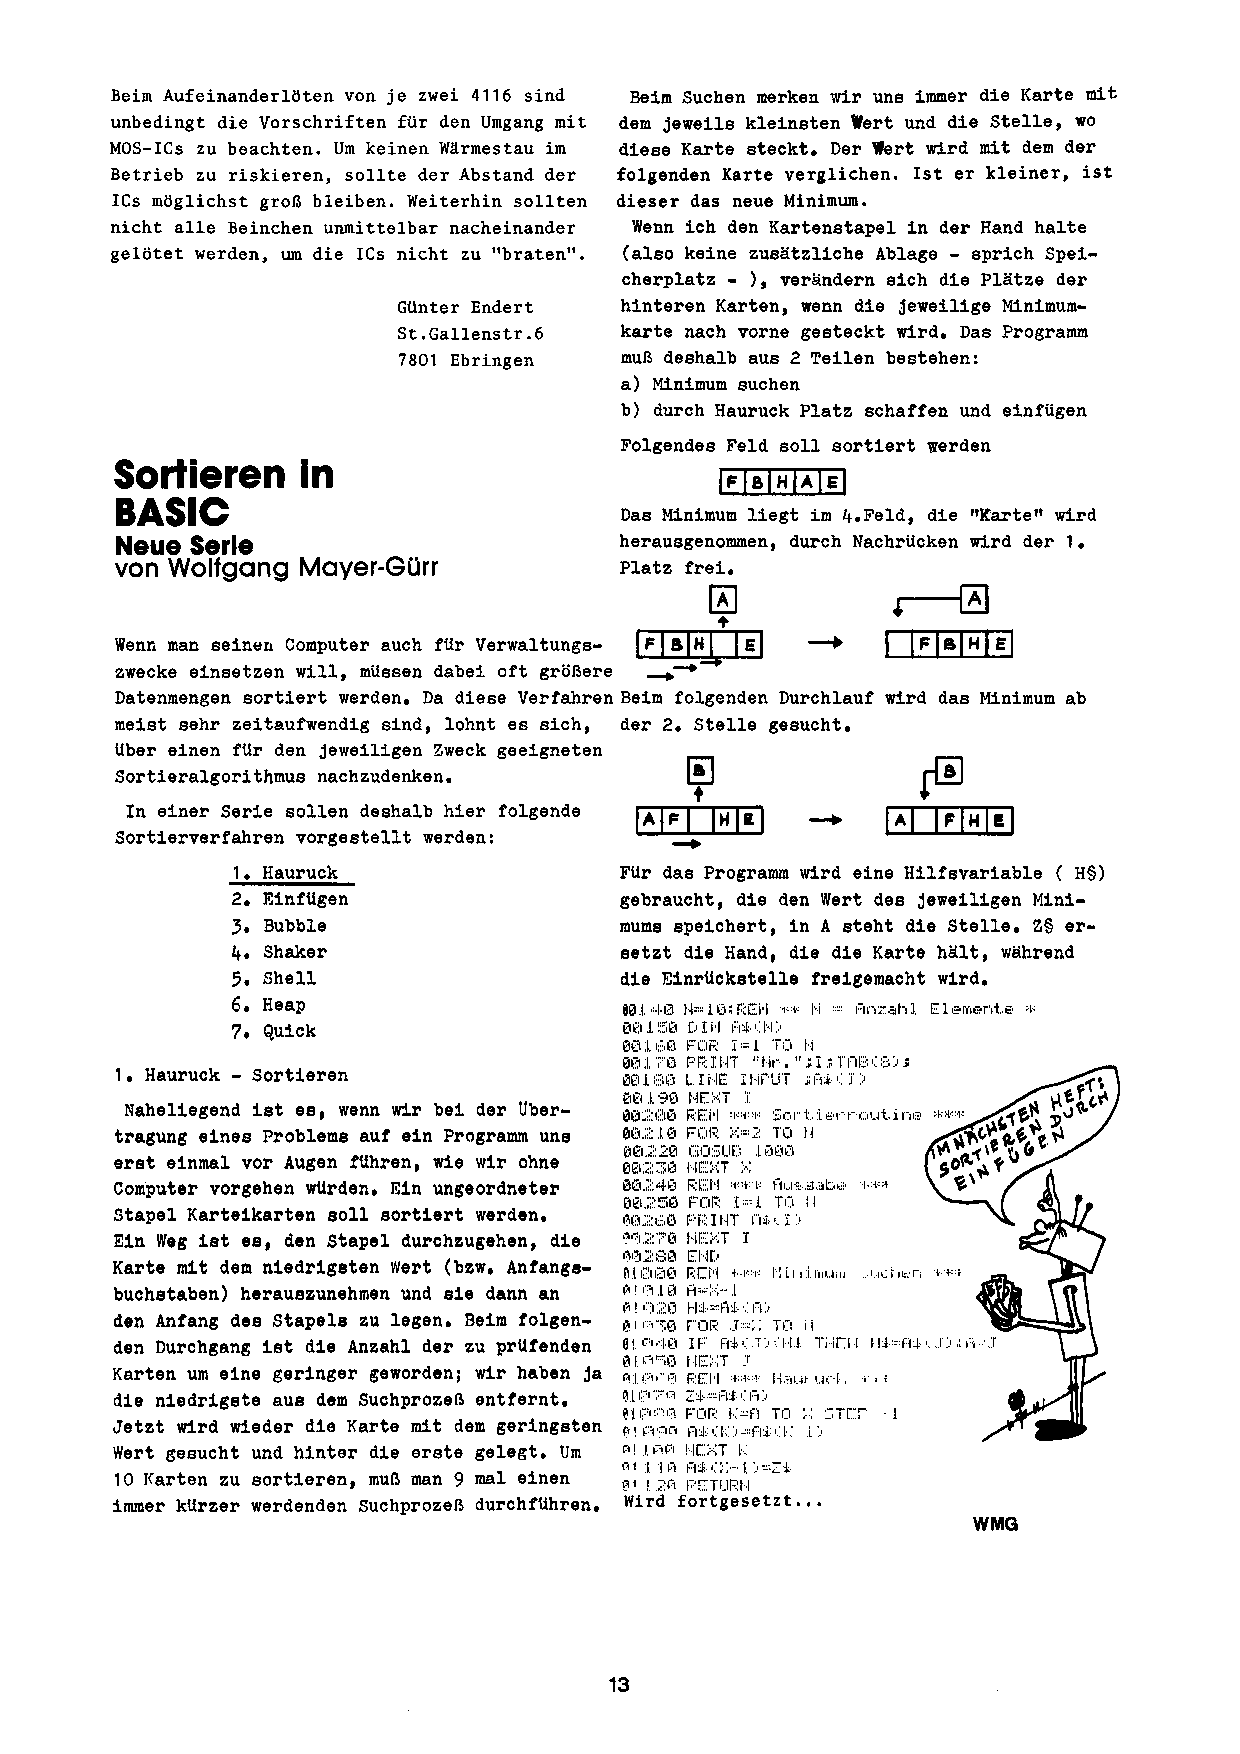 Beim Aufeinanderlöten von je zwei 4116 sind
unbedingt die Vorschriften für den Umgang mit
MOS-ICs zu beachten. Um keinen Wärmestau im
Betrieb zu riskieren, sollte der Abstand der
ICs möglichst groß bleiben. Weiterhin sollten
nicht alle Beinchen unmittelbar nacheinander
gelötet werden, um die ICs nicht zu "braten".
Günter Endert
St.Gallenstr.6
7801 Ebringen
Sortieren in
BASIC
Neue Serie
von Wolfgang Mayer-Gürr
Wenn man seinen Computer auch für Verwaltungs-
zwecke einsetzen will, müssen dabei oft größere
Datenmengen sortiert werden. Da diese Verfahren
meist sehr zeitaufwendig sind, lohnt es sich,
über einen für den jeweiligen Zweck geeigneten
Sortieralgorithmus nachzudenken.
In einer Serie sollen deshalb hier folgende
Sortierverfahren vorgestellt werden:
1. Hauruck
2. Einfügen
3. Bubble
4. Shaker
5. Shell
6. Heap
7. Quick
1. Hauruck - Sortieren
Naheliegend ist es, wenn wir bei der Über-
tragung eines Problems auf ein Programm uns
erst einmal vor Augen führen, wie wir ohne
Computer vorgehen würden. Ein ungeordneter
Stapel Karteikarten soll sortiert werden.
Ein Weg ist es, den Stapel durchzugehen, die
Karte mit dem niedrigsten Wert (bzw. Anfangs-
buchstaben) herauszunehmen und sie dann an
den Anfang des Stapels zu legen. Beim folgen-
den Durchgang ist die Anzahl der zu prüfenden
Karten um eine geringer geworden; wir haben ja
die niedrigste aus dem Suchprozeß entfernt.
Jetzt wird wieder die Karte mit dem geringsten
Wert gesucht und hinter die erste gelegt. Um
10 Karten zu sortieren, muß man 9 mal einen
immer kürzer werdenden Suchprozeß durchführen.
Beim Suchen merken wir uns immer die Karte mit
dem jeweils kleinsten Wert und die Stelle, wo
diese Karte steckt. Der Wert wird mit dem der
folgenden Karte verglichen. Ist er kleiner, ist
dieser das neue Minimum.
Wenn ich den Kartenstapel in der Hand halte
(also keine zusätzliche Ablage - sprich Spei-
cherplatz - ), verändern sich die Plätze der
hinteren Karten, wenn die jeweilige Minimum-
karte nach vorne gesteckt wird. Das Programm
muß deshalb aus 2 Teilen bestehen:
a) Minimum suchen
b) durch Hauruck Platz schaffen und einfügen
Folgendes Feld soll sortiert werden
F B H A E
Das Minimum liegt im 4.Feld, die "Karte" wird
herausgenommen, durch Nachrücken wird der 1.
Platz frei.
A A
F B H E F B H E
Beim folgenden Durchlauf wird das Minimum ab
der 2. Stelle gesucht.
B B
A F H E A F H E
Für das Programm wird eine Hilfsvariable ( H§)
gebraucht, die den Wert des jeweiligen Mini-
mums speichert, in A steht die Stelle. Z§ er-
setzt die Hand, die die Karte hält, während
die Einrückstelle freigemacht wird.
00140 N=10:REM ** N = Anzahl Elemente *
00150 DIM A$(N)
00160 FOR I=1 TO N
00170 PRINT "Nr.";I;TAB(8);
00180 LINE INPUT ;A$(I)
00190 NEXT I
00200 REM *** Sortierroutine ***
00210 FOR X=2 TO N
00220 GOSUB 1000
00230 NEXT X
00240 REM *** Ausgabe ***
00250 FOR I=1 TO N
00260 PRINT A$(I)
00270 NEXT I
00280 END
01000 REM *** Minimum suchen ***
01010 A=X-1
01020 H$=A$(A)
01030 FOR J=X TO N
01040 IF A$(J)<H$ THEN H$=A$(J):A=J
01050 NEXT J
REM *** Hauruck ***
01070 Z$=A$(A)
FOR K=A TO X STEP -1
01090 A$(K)=A$(K-1)
01100 NEXT K
01110 A$(X-1)=Z$
01120 RETURN
Wird fortgesetzt...
WMG
IM NÄCHSTEN HEFT:
SORTIEREN DURCH
EINFÜGEN
13